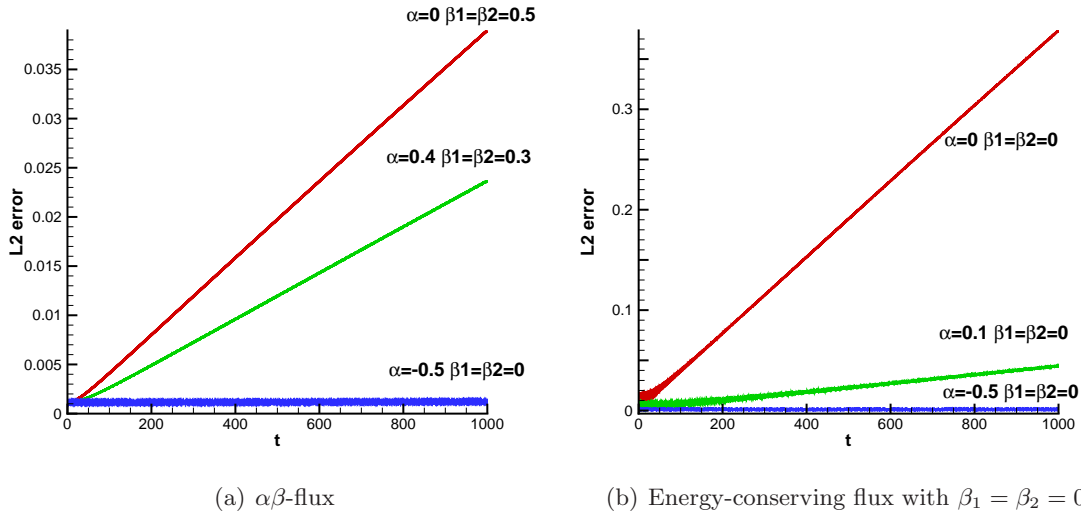 α=0 β1=β2=0.5
0.035
0.03
0.025
0.02
0.015
0.01
0.005
0
L2 error
α=0.4 β1=β2=0.3
α=-0.5 β1=β2=0
0 200 400 600 800 1000
t
(a) αβ-flux
0.3
0.2
0.1
0
L2 error
α=0 β1=β2=0
α=0.1 β1=β2=0
α=-0.5 β1=β2=0
0 200 400 600 800 1000
t
(b) Energy-conserving flux with β₁ = β₂ = 0